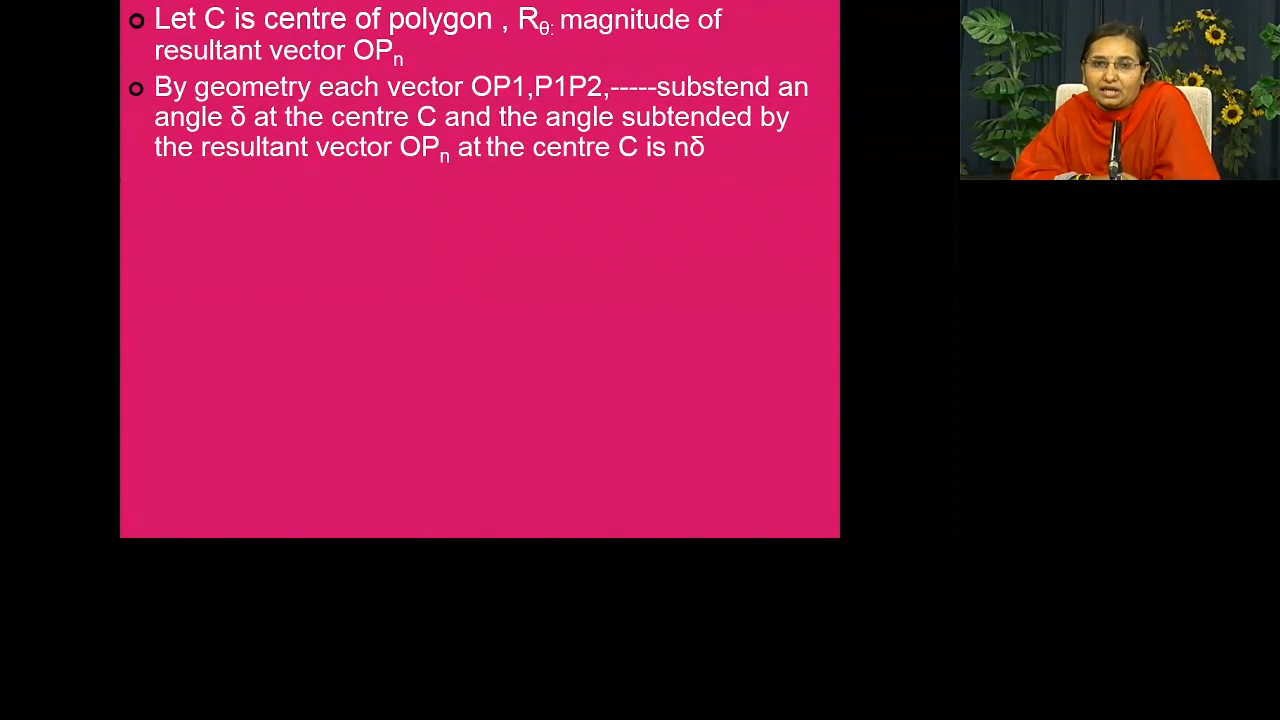 Let C is centre of polygon , Rθ: magnitude of
resultant vector OPn
By geometry each vector OP1,P1P2,-----substend an
angle δ at the centre C and the angle subtended by
the resultant vector OPn at the centre C is nδ